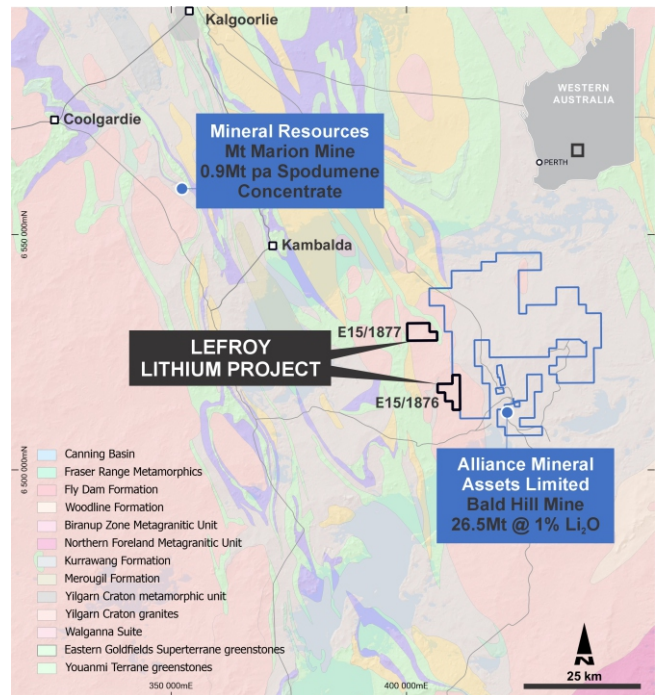 Kalgoorlie
Coolgardie
WESTERN
AUSTRALIA
PERTH
Mineral Resources
Mt Marion Mine
0.9Mt pa Spodumene
Concentrate
6 550 000mN
Kambalda
E15/1877
LEFROY
LITHIUM PROJECT
E15/1876
Alliance Mineral
Assets Limited
Bald Hill Mine
26.5Mt @ 1% Li₂O
6 500 000mN
Canning Basin
Fraser Range Metamorphics
Fly Dam Formation
Woodline Formation
Biranup Zone Metagranitic Unit
Northern Foreland Metagranitic Unit
Kurrawang Formation
Merougil Formation
Yilgarn Craton metamorphic unit
Yilgarn Craton granites
Walganna Suite
Eastern Goldfields Superterrane greenstones
Youanmi Terrane greenstones
N
25 km
350 000mE
400 000mE